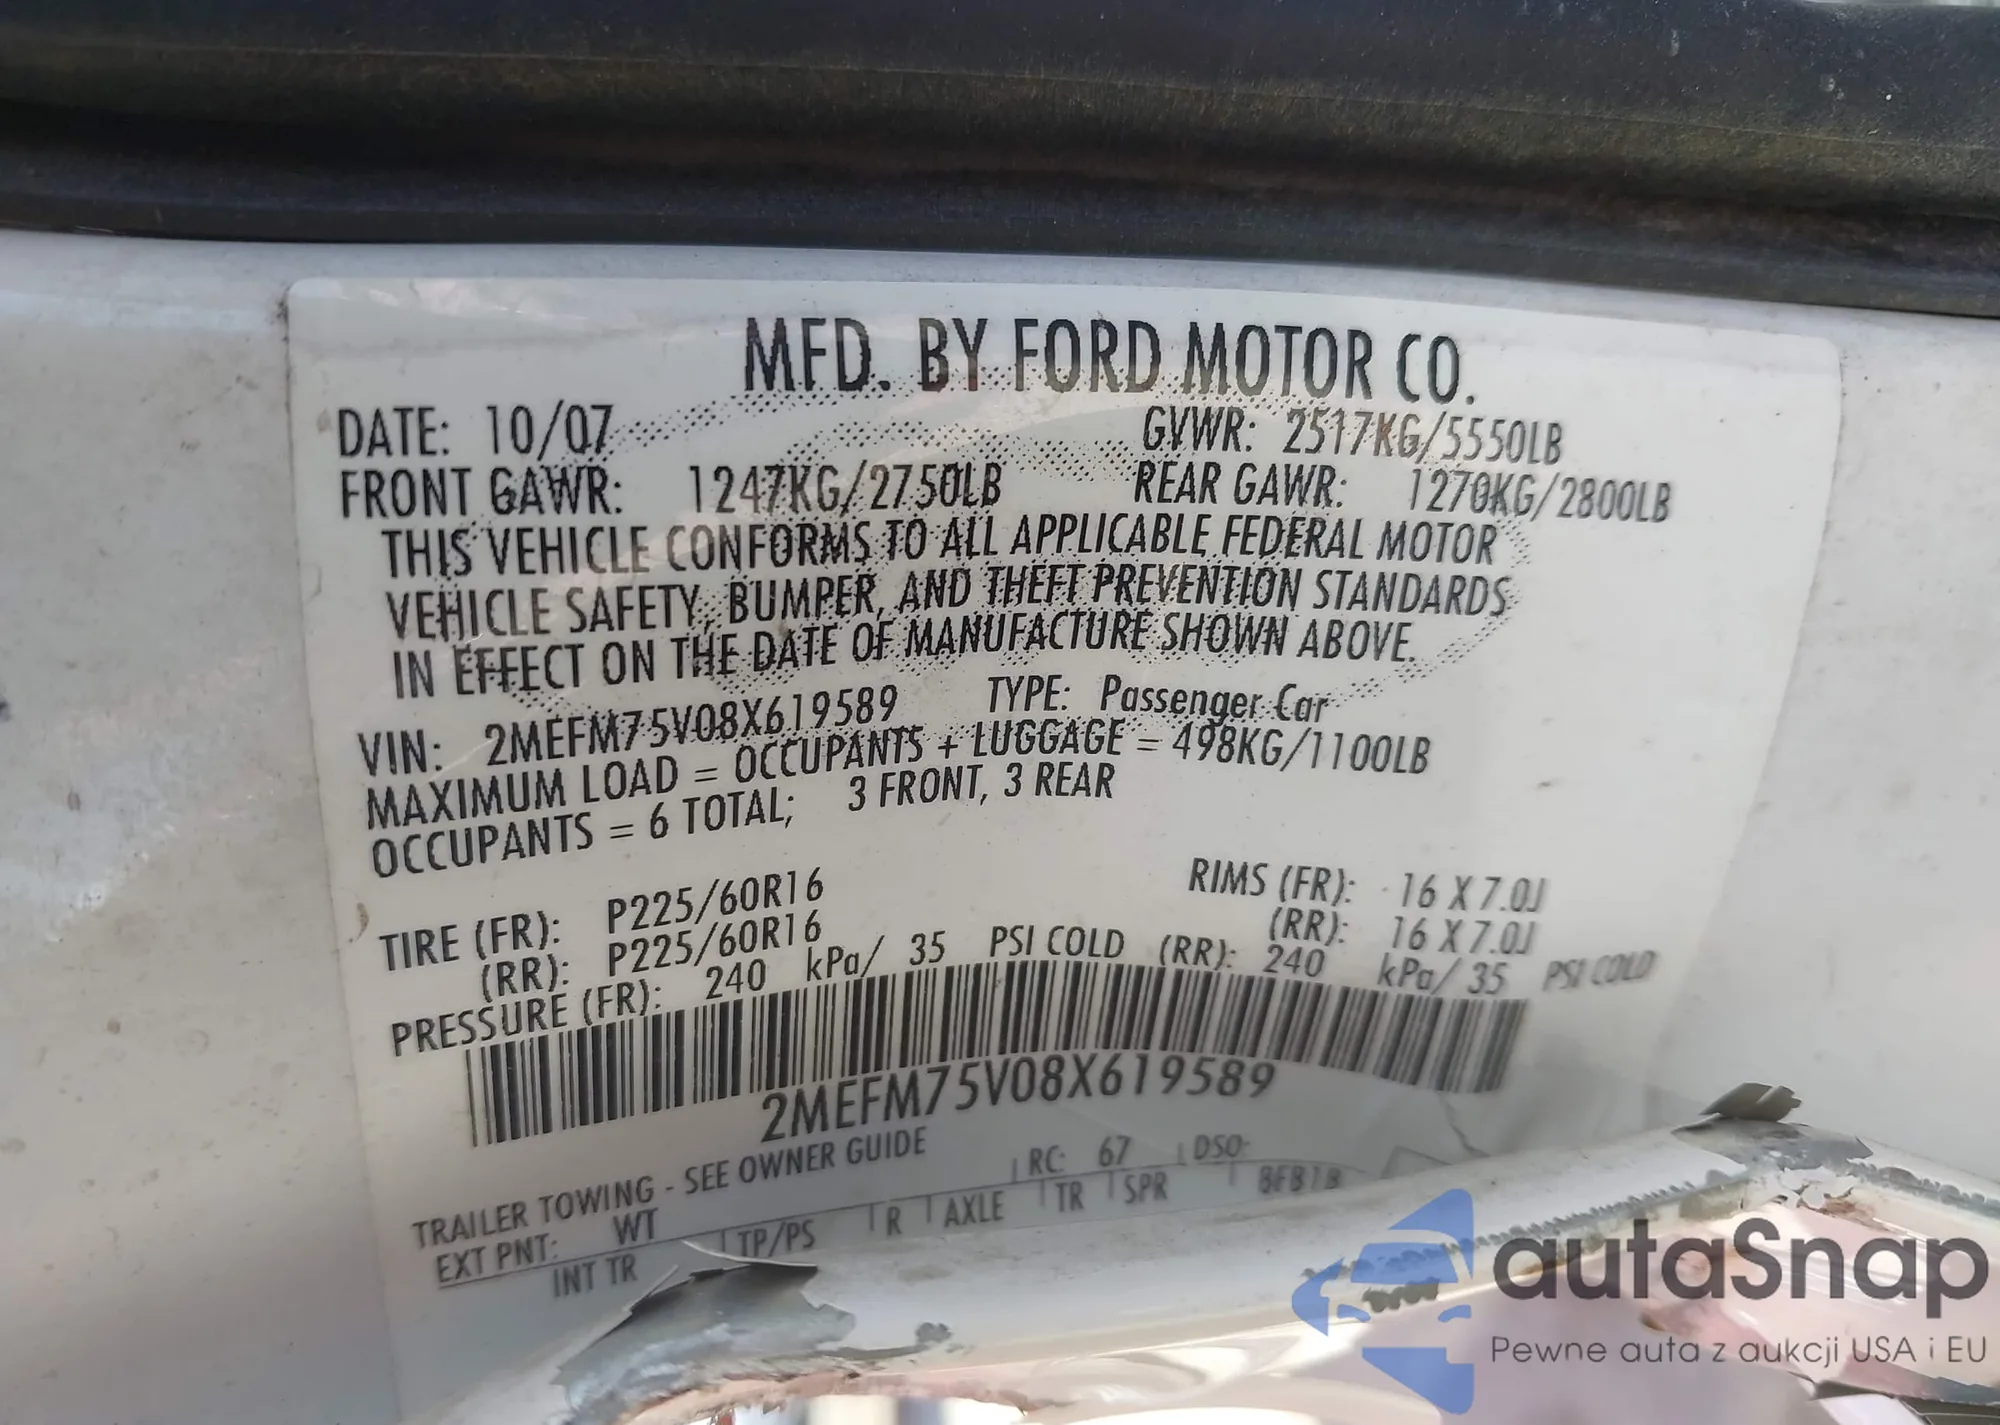 MFD. BY FORD MOTOR CO.
DATE: 10/07 GVWR: 2517KG/5550LB
FRONT GAWR: 1247KG/2750LB REAR GAWR: 1270KG/2800LB
THIS VEHICLE CONFORMS TO ALL APPLICABLE FEDERAL MOTOR
VEHICLE SAFETY, BUMPER, AND THEFT PREVENTION STANDARDS
IN EFFECT ON THE DATE OF MANUFACTURE SHOWN ABOVE.
VIN: 2MEFM75V08X619589 TYPE: Passenger Car
MAXIMUM LOAD = OCCUPANTS + LUGGAGE = 498KG/1100LB
OCCUPANTS = 6 TOTAL; 3 FRONT, 3 REAR
TIRE (FR): P225/60R16 RIMS (FR): 16 X 7.0J
(RR): P225/60R16 (RR): 16 X 7.0J
PRESSURE (FR): 240 kPa/ 35 PSI COLD (RR): 240 kPa/ 35 PSI COLD
2MEFM75V08X619589
TRAILER TOWING - SEE OWNER GUIDE
EXT PNT: WT RC: 67 DSO:
INT TR TP/PS R AXLE TR SPR
autaSnap
Pewne auta z aukcji USA i EU